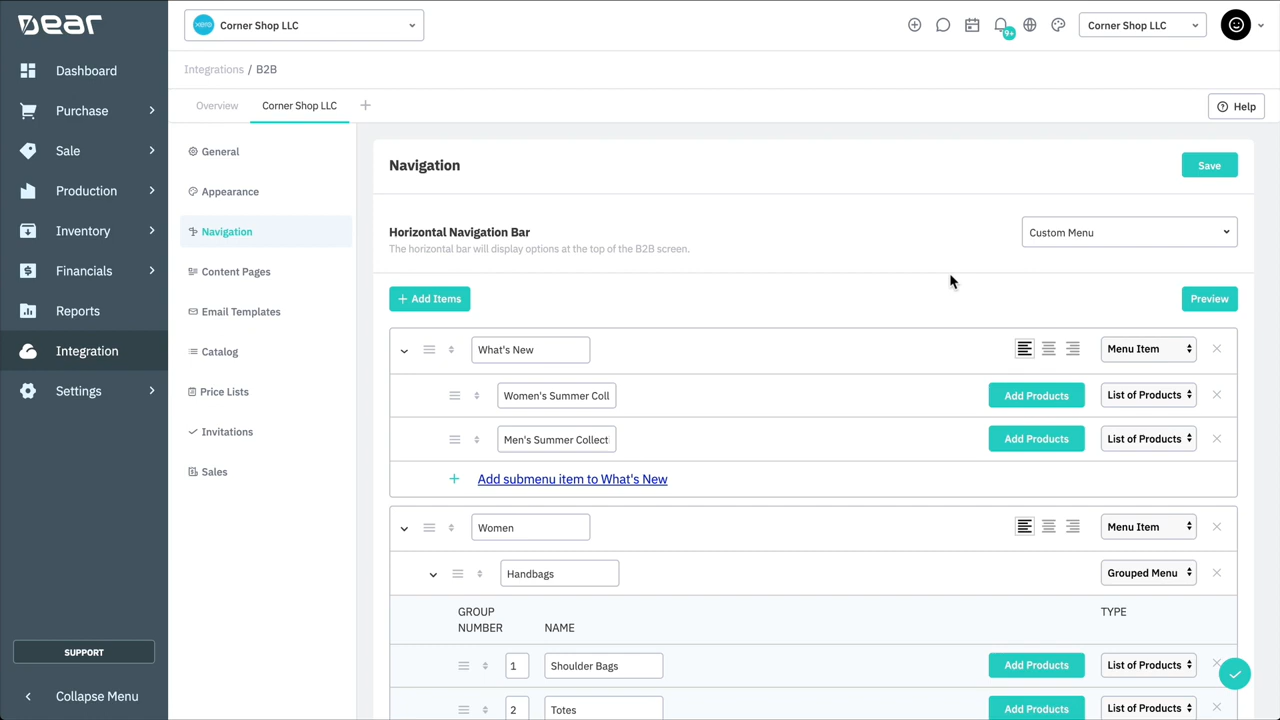 DEAR
xero Corner Shop LLC
9+
Corner Shop LLC
Dashboard
Purchase
Sale
Production
Inventory
Financials
Reports
Integration
Settings
SUPPORT
Collapse Menu
Integrations / B2B
Overview
Corner Shop LLC
Help
General
Appearance
Navigation
Content Pages
Email Templates
Catalog
Price Lists
Invitations
Sales
Navigation
Save
Horizontal Navigation Bar
The horizontal bar will display options at the top of the B2B screen.
Custom Menu
+ Add Items
Preview
What's New
Menu Item
Women's Summer Coll
Add Products
List of Products
Men's Summer Collect
Add Products
List of Products
+ Add submenu item to What's New
Women
Menu Item
Handbags
Grouped Menu
GROUP
NUMBER
NAME
TYPE
1
Shoulder Bags
Add Products
List of Products
2
Totes
Add Products
List of Products